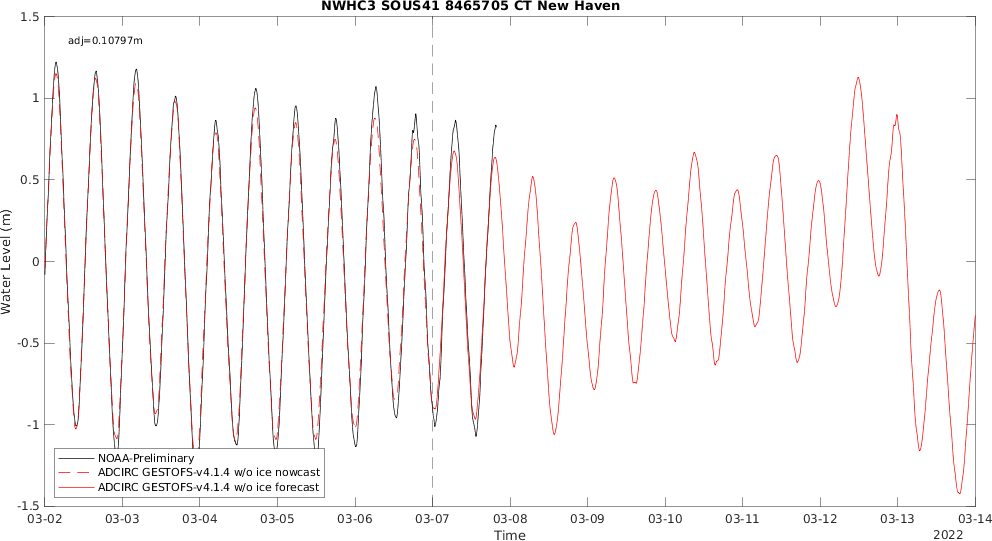 NWHC3 SOUS41 8465705 CT New Haven
adj=0.10797m
1.5
1
0.5
0
-0.5
-1
-1.5
Water Level (m)
NOAA-Preliminary
ADCIRC GESTOFS-v4.1.4 w/o ice nowcast
ADCIRC GESTOFS-v4.1.4 w/o ice forecast
03-02 03-03 03-04 03-05 03-06 03-07 03-08 03-09 03-10 03-11 03-12 03-13 03-14
Time
2022